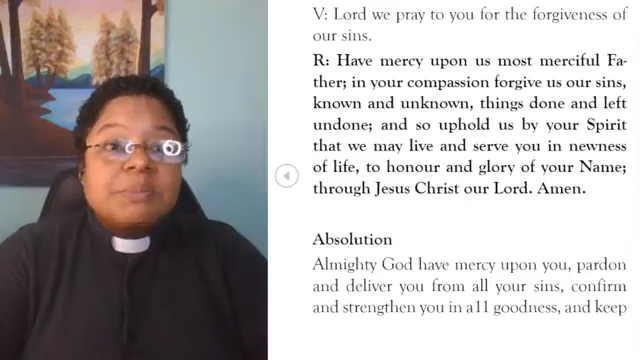 V: Lord we pray to you for the forgiveness of
our sins.
R: Have mercy upon us most merciful Fa-
ther; in your compassion forgive us our sins,
known and unknown, things done and left
undone; and so uphold us by your Spirit
that we may live and serve you in newness
of life, to honour and glory of your Name;
through Jesus Christ our Lord. Amen.
Absolution
Almighty God have mercy upon you, pardon
and deliver you from all your sins, confirm
and strengthen you in a11 goodness, and keep